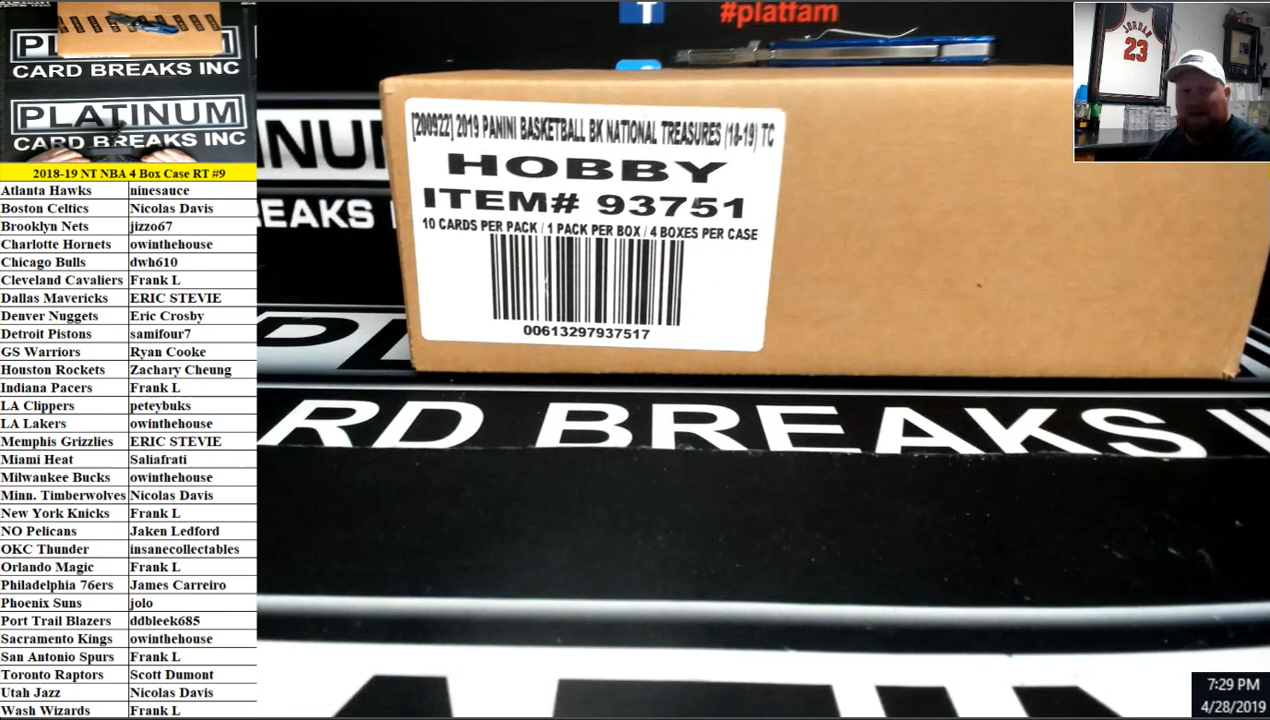 #platfam
PL
CARD BREAKS INC
PLATINUM
CARD BREAKS INC
JORDAN
23
[200922] 2019 PANINI BASKETBALL BK NATIONAL TREASURES (18-19) TC
HOBBY
ITEM# 93751
10 CARDS PER PACK / 1 PACK PER BOX / 4 BOXES PER CASE
00613297937517
INUM
EAKS
RD BREAKS I
2018-19 NT NBA 4 Box Case RT #9
Atlanta Hawks ninesauce
Boston Celtics Nicolas Davis
Brooklyn Nets jizzo67
Charlotte Hornets owinthehouse
Chicago Bulls dwh610
Cleveland Cavaliers Frank L
Dallas Mavericks ERIC STEVIE
Denver Nuggets Eric Crosby
Detroit Pistons samifour7
GS Warriors Ryan Cooke
Houston Rockets Zachary Cheung
Indiana Pacers Frank L
LA Clippers peteybuks
LA Lakers owinthehouse
Memphis Grizzlies ERIC STEVIE
Miami Heat Saliafrati
Milwaukee Bucks owinthehouse
Minn. Timberwolves Nicolas Davis
New York Knicks Frank L
NO Pelicans Jaken Ledford
OKC Thunder insanecollectables
Orlando Magic Frank L
Philadelphia 76ers James Carreiro
Phoenix Suns jolo
Port Trail Blazers ddbleek685
Sacramento Kings owinthehouse
San Antonio Spurs Frank L
Toronto Raptors Scott Dumont
Utah Jazz Nicolas Davis
Wash Wizards Frank L
7:29 PM
4/28/2019